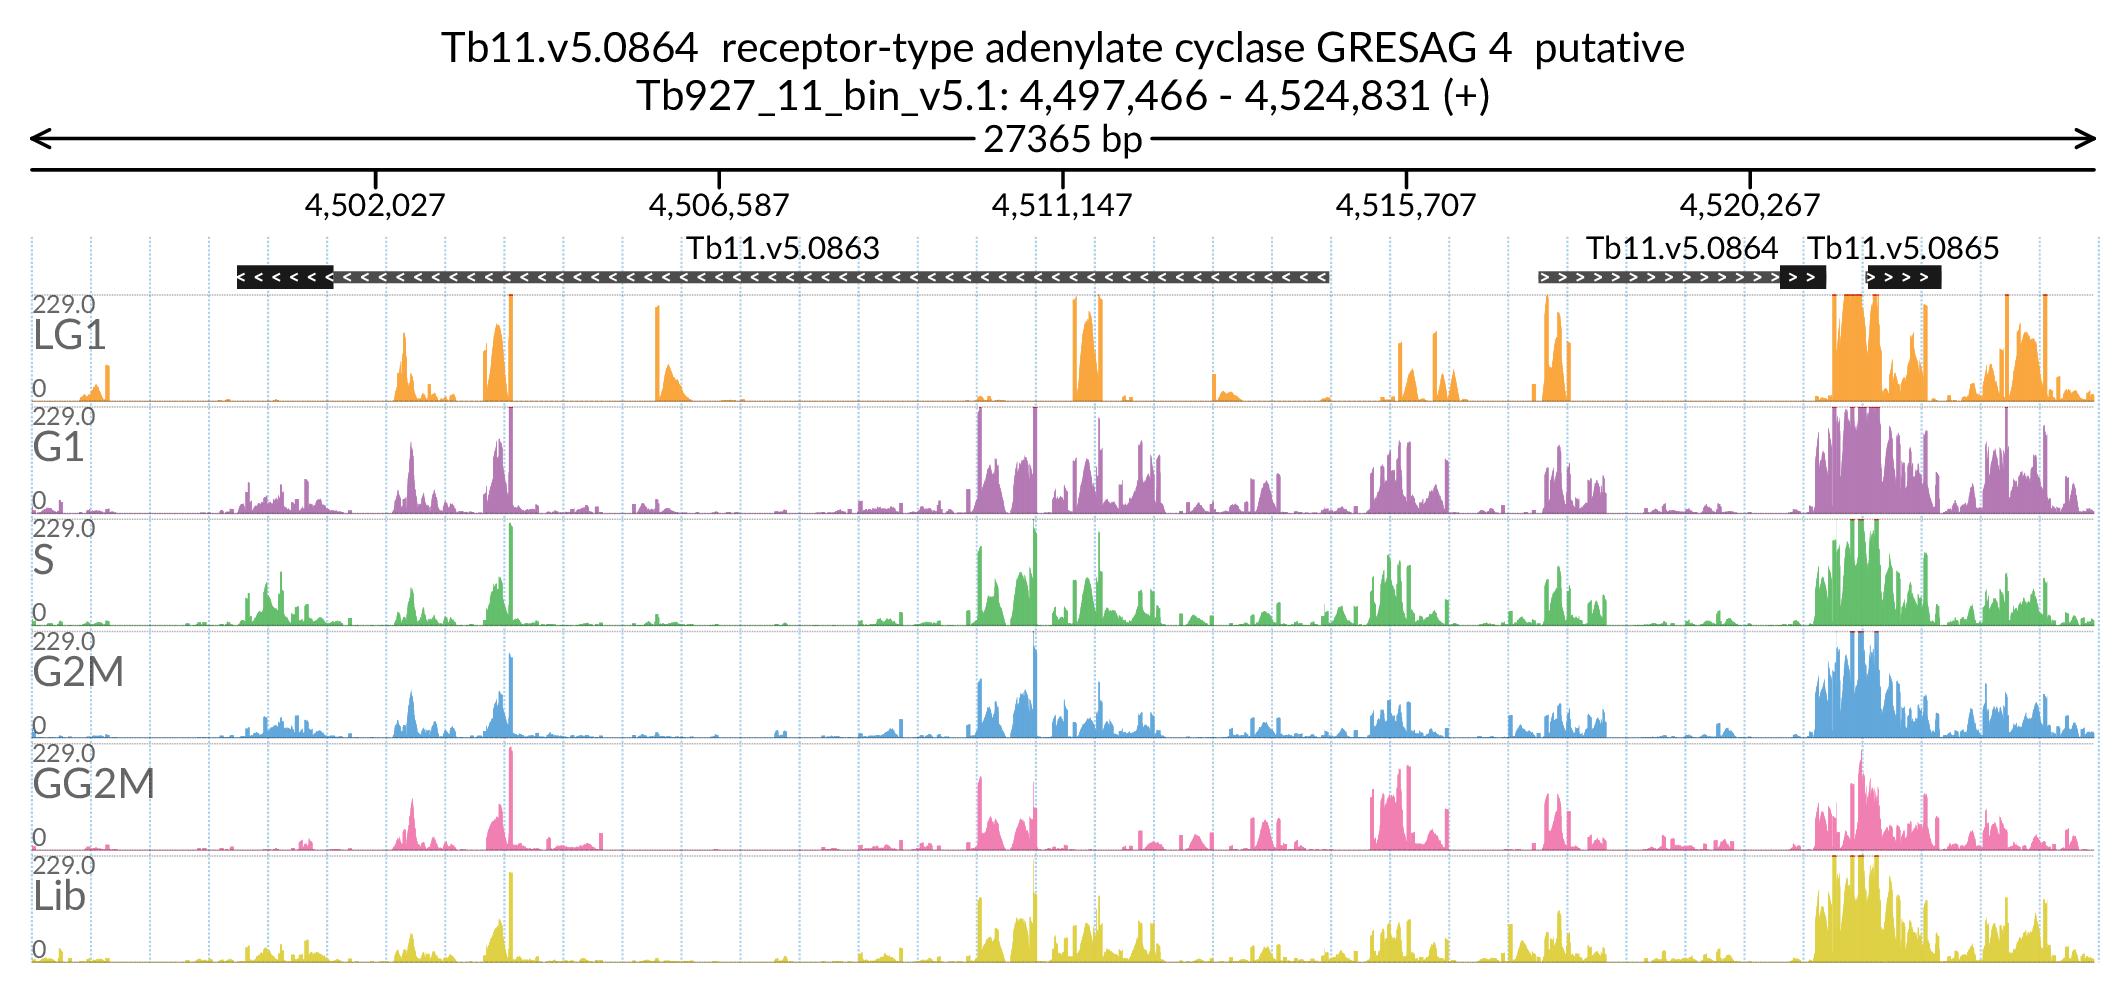 Tb11.v5.0864  receptor-type adenylate cyclase GRESAG 4  putative
Tb927_11_bin_v5.1: 4,497,466 - 4,524,831 (+)
27365 bp
4,502,027 4,506,587 4,511,147 4,515,707 4,520,267
Tb11.v5.0863 Tb11.v5.0864 Tb11.v5.0865
229.0
LG1
0
229.0
G1
0
229.0
S
0
229.0
G2M
0
229.0
GG2M
0
229.0
Lib
0